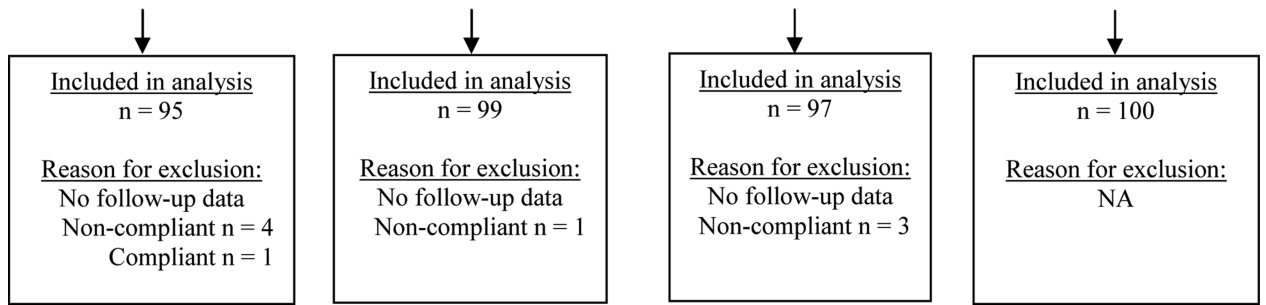 Included in analysis
n = 95
Reason for exclusion:
No follow-up data
Non-compliant n = 4
Compliant n = 1
Included in analysis
n = 99
Reason for exclusion:
No follow-up data
Non-compliant n = 1
Included in analysis
n = 97
Reason for exclusion:
No follow-up data
Non-compliant n = 3
Included in analysis
n = 100
Reason for exclusion:
NA